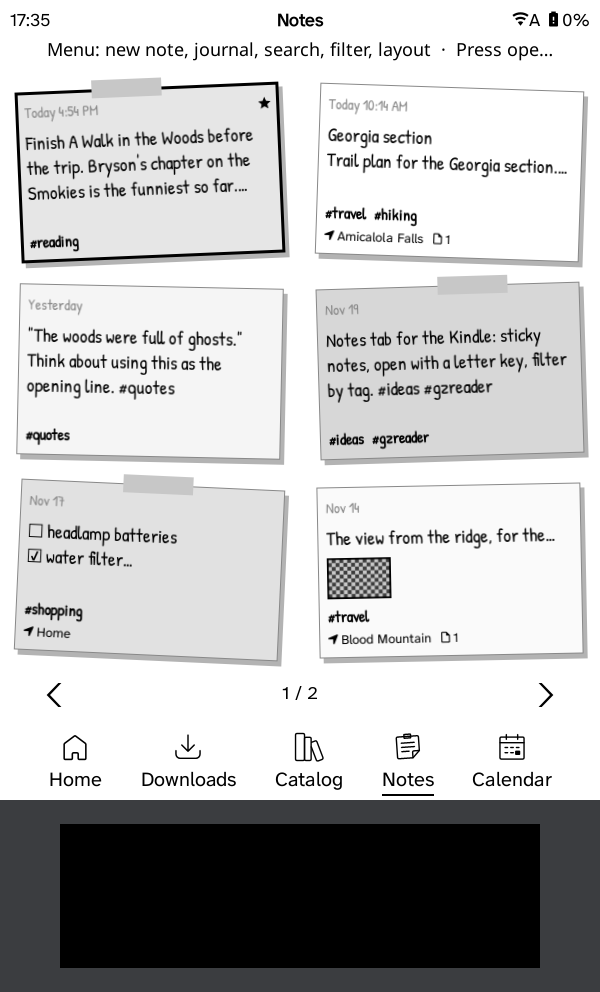 17:35 Notes A 0%
Menu: new note, journal, search, filter, layout · Press ope...
Today 4:54 PM
Finish A Walk in the Woods before
the trip. Bryson's chapter on the
Smokies is the funniest so far....
#reading
Today 10:14 AM
Georgia section
Trail plan for the Georgia section....
#travel #hiking
Amicalola Falls 1
Yesterday
"The woods were full of ghosts."
Think about using this as the
opening line. #quotes
#quotes
Nov 19
Notes tab for the Kindle: sticky
notes, open with a letter key, filter
by tag. #ideas #gzreader
#ideas #gzreader
Nov 17
☐ headlamp batteries
☑ water filter...
#shopping
Home
Nov 14
The view from the ridge, for the...
#travel
Blood Mountain 1
1 / 2
Home Downloads Catalog Notes Calendar